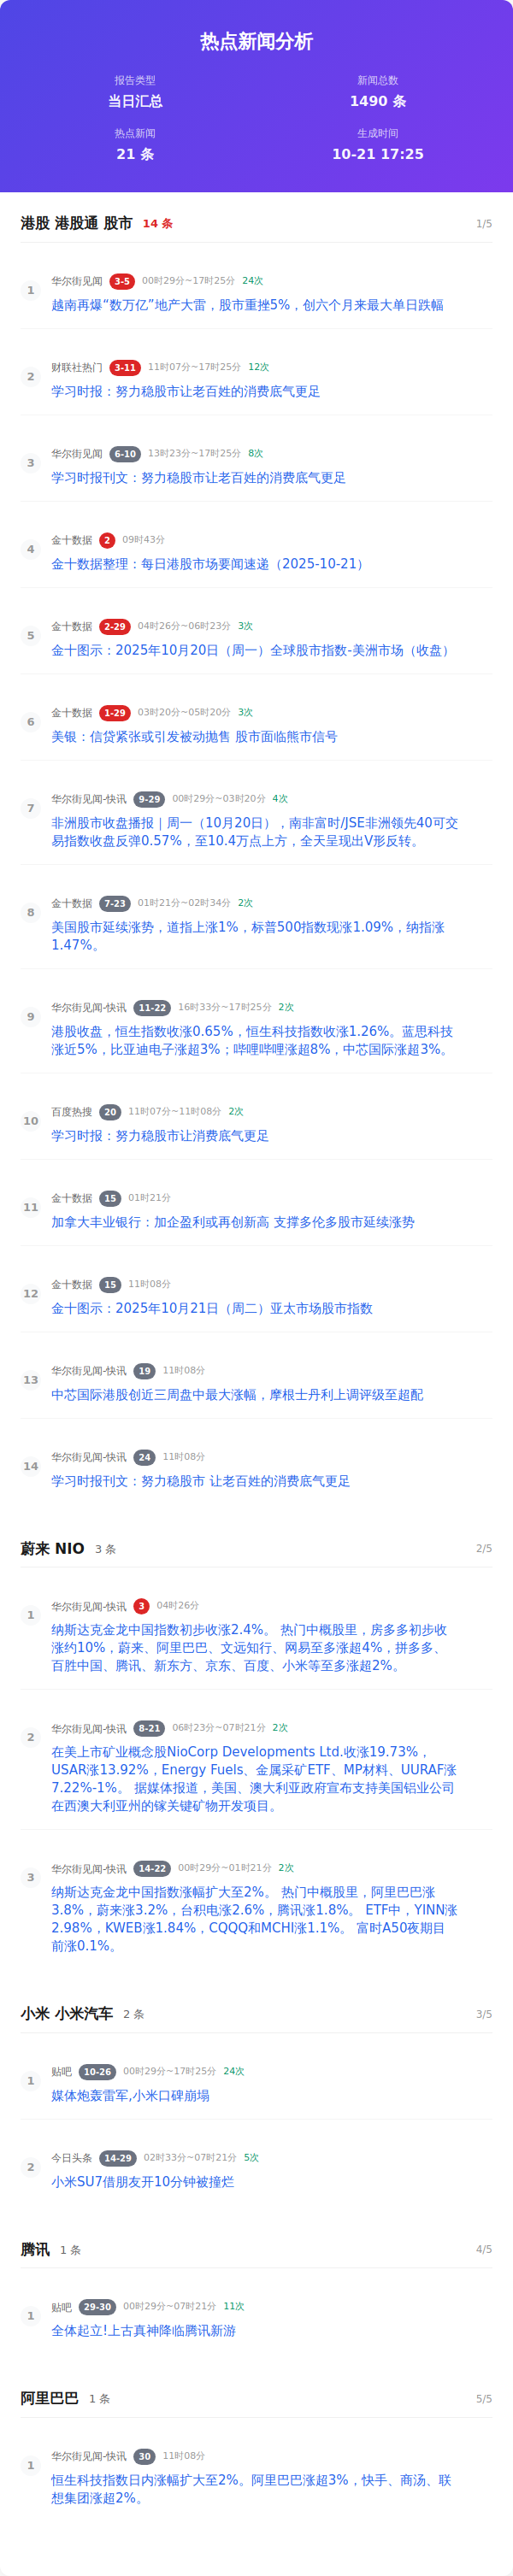 热点新闻分析
报告类型
新闻总数
当日汇总
1490 条
热点新闻
生成时间
21 条
10-21 17:25
港股 港股通 股市 14 条 1/5
1
华尔街见闻 3-5 00时29分~17时25分 24次
越南再爆“数万亿”地产大雷，股市重挫5%，创六个月来最大单日跌幅
2
财联社热门 3-11 11时07分~17时25分 12次
学习时报：努力稳股市让老百姓的消费底气更足
3
华尔街见闻 6-10 13时23分~17时25分 8次
学习时报刊文：努力稳股市让老百姓的消费底气更足
4
金十数据 2 09时43分
金十数据整理：每日港股市场要闻速递（2025-10-21）
5
金十数据 2-29 04时26分~06时23分 3次
金十图示：2025年10月20日（周一）全球股市指数-美洲市场（收盘）
6
金十数据 1-29 03时20分~05时20分 3次
美银：信贷紧张或引发被动抛售 股市面临熊市信号
7
华尔街见闻-快讯 9-29 00时29分~03时20分 4次
非洲股市收盘播报｜周一（10月20日），南非富时/JSE非洲领先40可交
易指数收盘反弹0.57%，至10.4万点上方，全天呈现出V形反转。
8
金十数据 7-23 01时21分~02时34分 2次
美国股市延续涨势，道指上涨1%，标普500指数现涨1.09%，纳指涨
1.47%。
9
华尔街见闻-快讯 11-22 16时33分~17时25分 2次
港股收盘，恒生指数收涨0.65%，恒生科技指数收涨1.26%。蓝思科技
涨近5%，比亚迪电子涨超3%；哔哩哔哩涨超8%，中芯国际涨超3%。
10
百度热搜 20 11时07分~11时08分 2次
学习时报：努力稳股市让消费底气更足
11
金十数据 15 01时21分
加拿大丰业银行：加企盈利或再创新高 支撑多伦多股市延续涨势
12
金十数据 15 11时08分
金十图示：2025年10月21日（周二）亚太市场股市指数
13
华尔街见闻-快讯 19 11时08分
中芯国际港股创近三周盘中最大涨幅，摩根士丹利上调评级至超配
14
华尔街见闻-快讯 24 11时08分
学习时报刊文：努力稳股市 让老百姓的消费底气更足
蔚来 NIO 3 条 2/5
1
华尔街见闻-快讯 3 04时26分
纳斯达克金龙中国指数初步收涨2.4%。 热门中概股里，房多多初步收
涨约10%，蔚来、阿里巴巴、文远知行、网易至多涨超4%，拼多多、
百胜中国、腾讯、新东方、京东、百度、小米等至多涨超2%。
2
华尔街见闻-快讯 8-21 06时23分~07时21分 2次
在美上市矿业概念股NioCorp Developments Ltd.收涨19.73%，
USAR涨13.92%，Energy Fuels、金属采矿ETF、MP材料、UURAF涨
7.22%-1%。 据媒体报道，美国、澳大利亚政府宣布支持美国铝业公司
在西澳大利亚州的镓关键矿物开发项目。
3
华尔街见闻-快讯 14-22 00时29分~01时21分 2次
纳斯达克金龙中国指数涨幅扩大至2%。 热门中概股里，阿里巴巴涨
3.8%，蔚来涨3.2%，台积电涨2.6%，腾讯涨1.8%。 ETF中，YINN涨
2.98%，KWEB涨1.84%，CQQQ和MCHI涨1.1%。 富时A50夜期目
前涨0.1%。
小米 小米汽车 2 条 3/5
1
贴吧 10-26 00时29分~17时25分 24次
媒体炮轰雷军,小米口碑崩塌
2
今日头条 14-29 02时33分~07时21分 5次
小米SU7借朋友开10分钟被撞烂
腾讯 1 条 4/5
1
贴吧 29-30 00时29分~07时21分 11次
全体起立!上古真神降临腾讯新游
阿里巴巴 1 条 5/5
1
华尔街见闻-快讯 30 11时08分
恒生科技指数日内涨幅扩大至2%。阿里巴巴涨超3%，快手、商汤、联
想集团涨超2%。